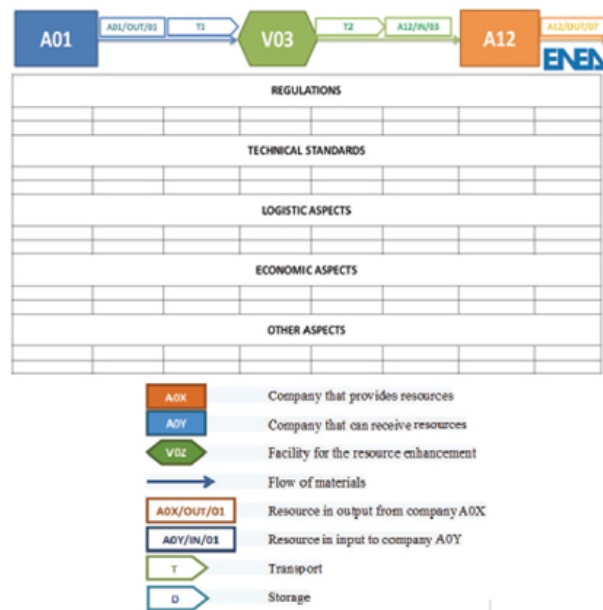 A01 A01/OUT/01 T1 V03 T2 A12/IN/03 A12 A12/OUT/07
ENEA
REGULATIONS
TECHNICAL STANDARDS
LOGISTIC ASPECTS
ECONOMIC ASPECTS
OTHER ASPECTS
A0X Company that provides resources
A0Y Company that can receive resources
V0Z Facility for the resource enhancement
Flow of materials
A0X/OUT/01 Resource in output from company A0X
A0Y/IN/01 Resource in input to company A0Y
T Transport
D Storage